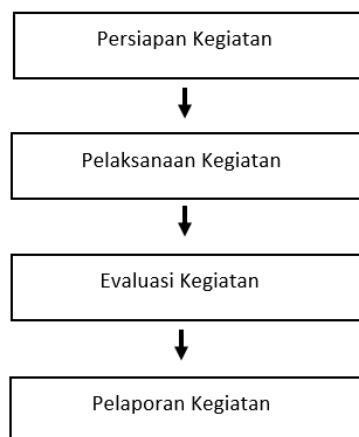 Persiapan Kegiatan
Pelaksanaan Kegiatan
Evaluasi Kegiatan
Pelaporan Kegiatan